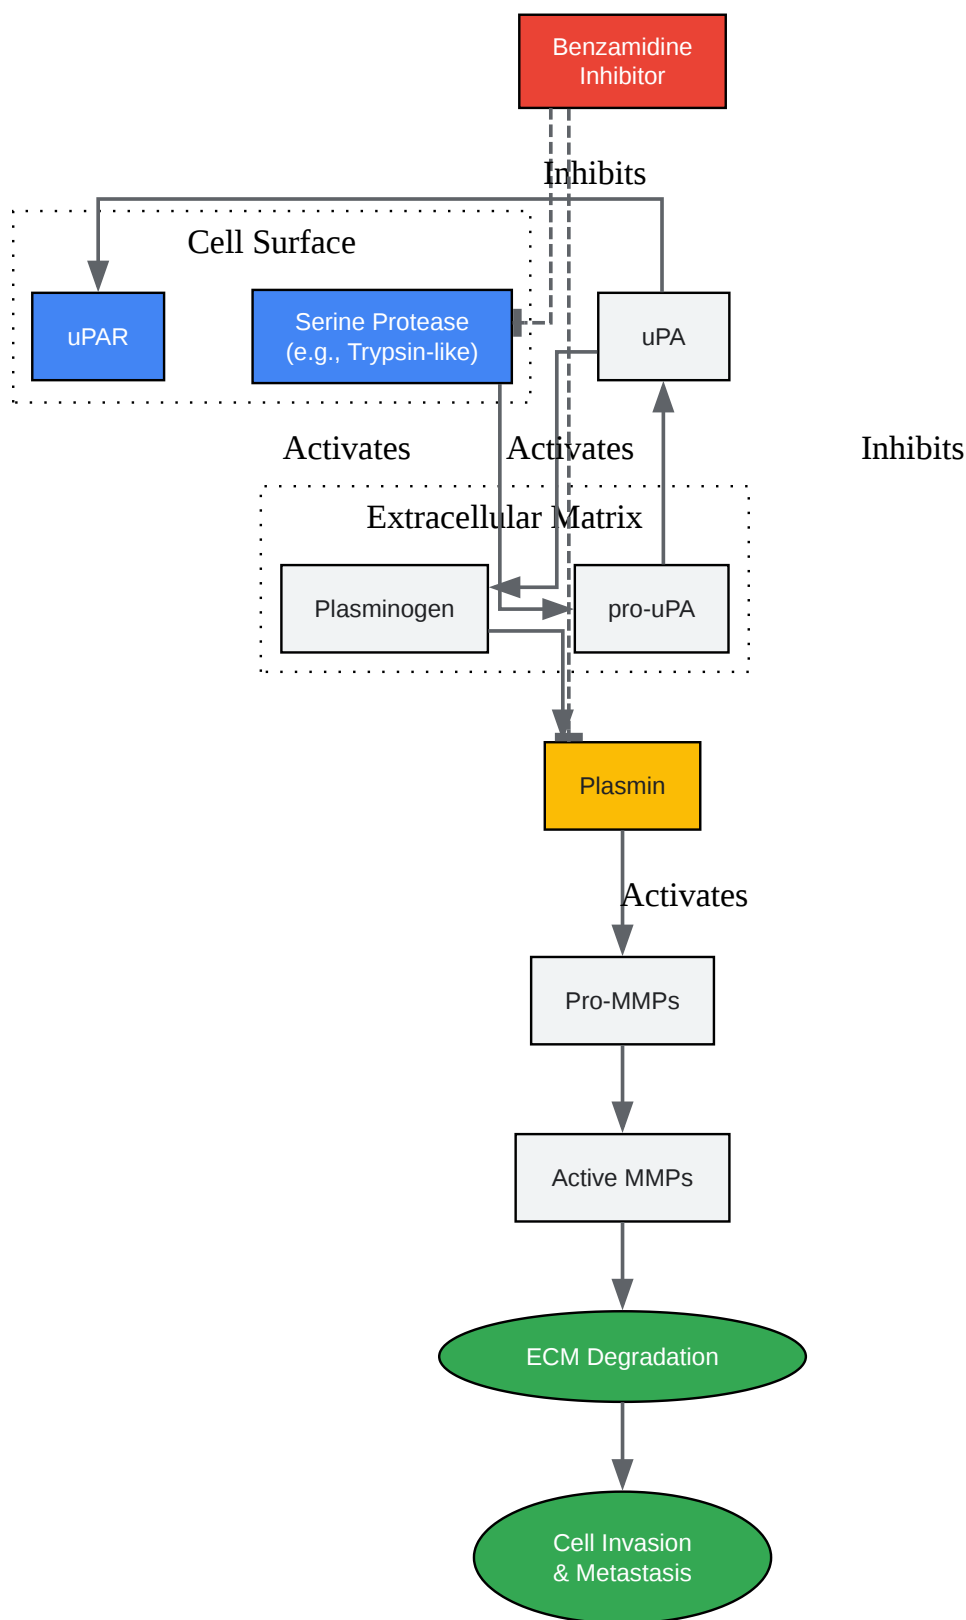 Benzamidine
Inhibitor
Inhibits
Cell Surface
uPAR
Serine Protease
(e.g., Trypsin-like)
uPA
Activates
Activates
Inhibits
Extracellular Matrix
Plasminogen
pro-uPA
Plasmin
Activates
Pro-MMPs
Active MMPs
ECM Degradation
Cell Invasion
& Metastasis